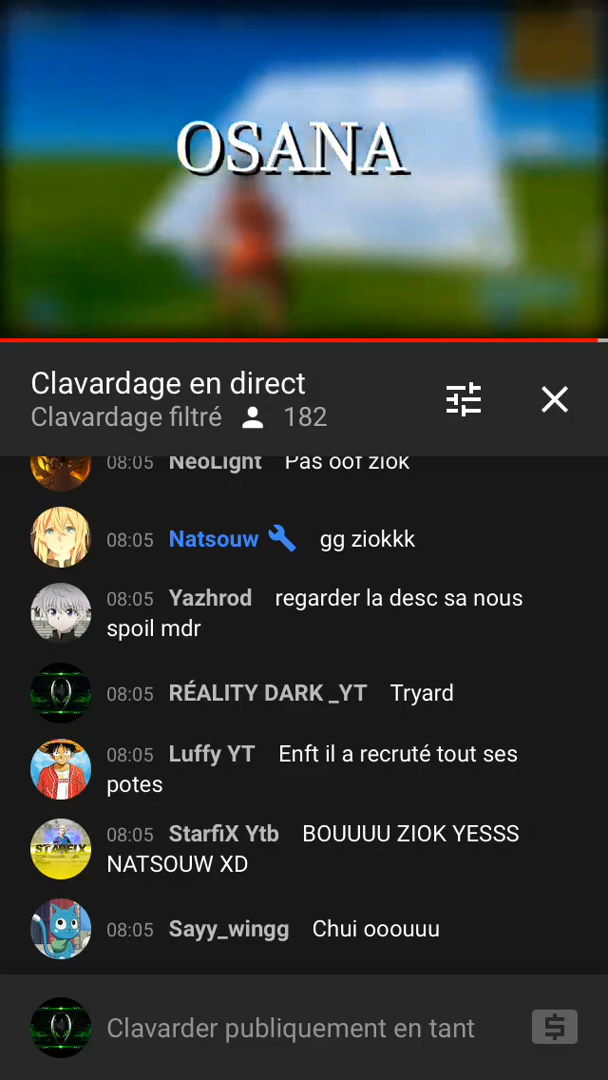 OSANA
Clavardage en direct
Clavardage filtré 182
08:05 NeoLight Pas oof ziok
08:05 Natsouw gg ziokkk
08:05 Yazhrod regarder la desc sa nous
spoil mdr
08:05 RÉALITY DARK _YT Tryard
08:05 Luffy YT Enft il a recruté tout ses
potes
08:05 StarfiX Ytb BOUUUU ZIOK YESSS
NATSOUW XD
STARFIX
08:05 Sayy_wingg Chui ooouuu
Clavarder publiquement en tant